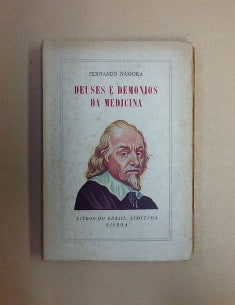 FERNANDO NAMORA
DEUSES E DEMÓNIOS
DA MEDICINA
LIVROS DO BRASIL, LIMITADA
LISBOA